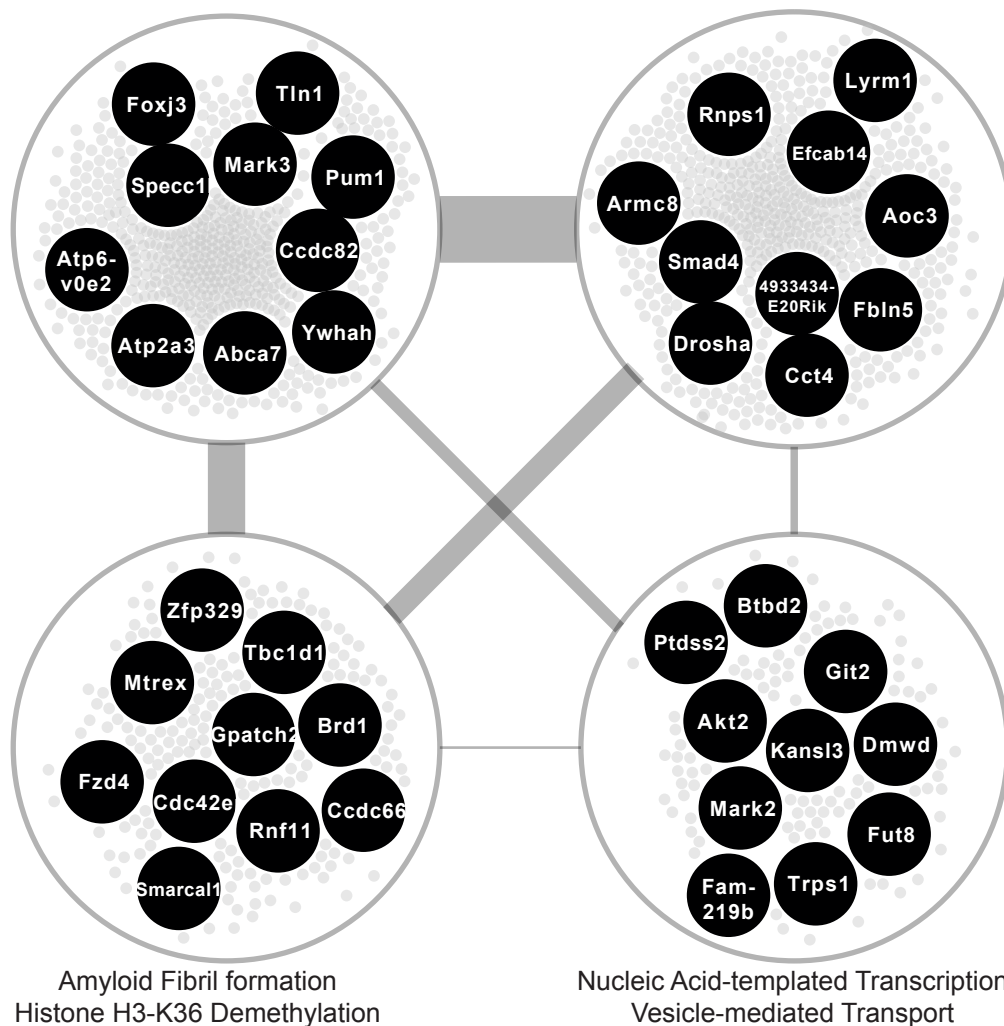 Foxj3
Tln1
Mark3
Specc1
Pum1
Ccdc82
Atp6-
v0e2
Ywhah
Atp2a3
Abca7
Lyrm1
Rnps1
Efcab14
Armc8
Aoc3
Smad4
4933434-
E20Rik
Fbln5
Drosha
Cct4
Zfp329
Tbc1d1
Mtrex
Gpatch2
Brd1
Fzd4
Cdc42e
Rnf11
Ccdc66
Smarcal1
Btbd2
Ptdss2
Git2
Akt2
Kansl3
Dmwd
Mark2
Fut8
Fam-
219b
Trps1
Amyloid Fibril formation
Histone H3-K36 Demethylation
Nucleic Acid-templated Transcription
Vesicle-mediated Transport